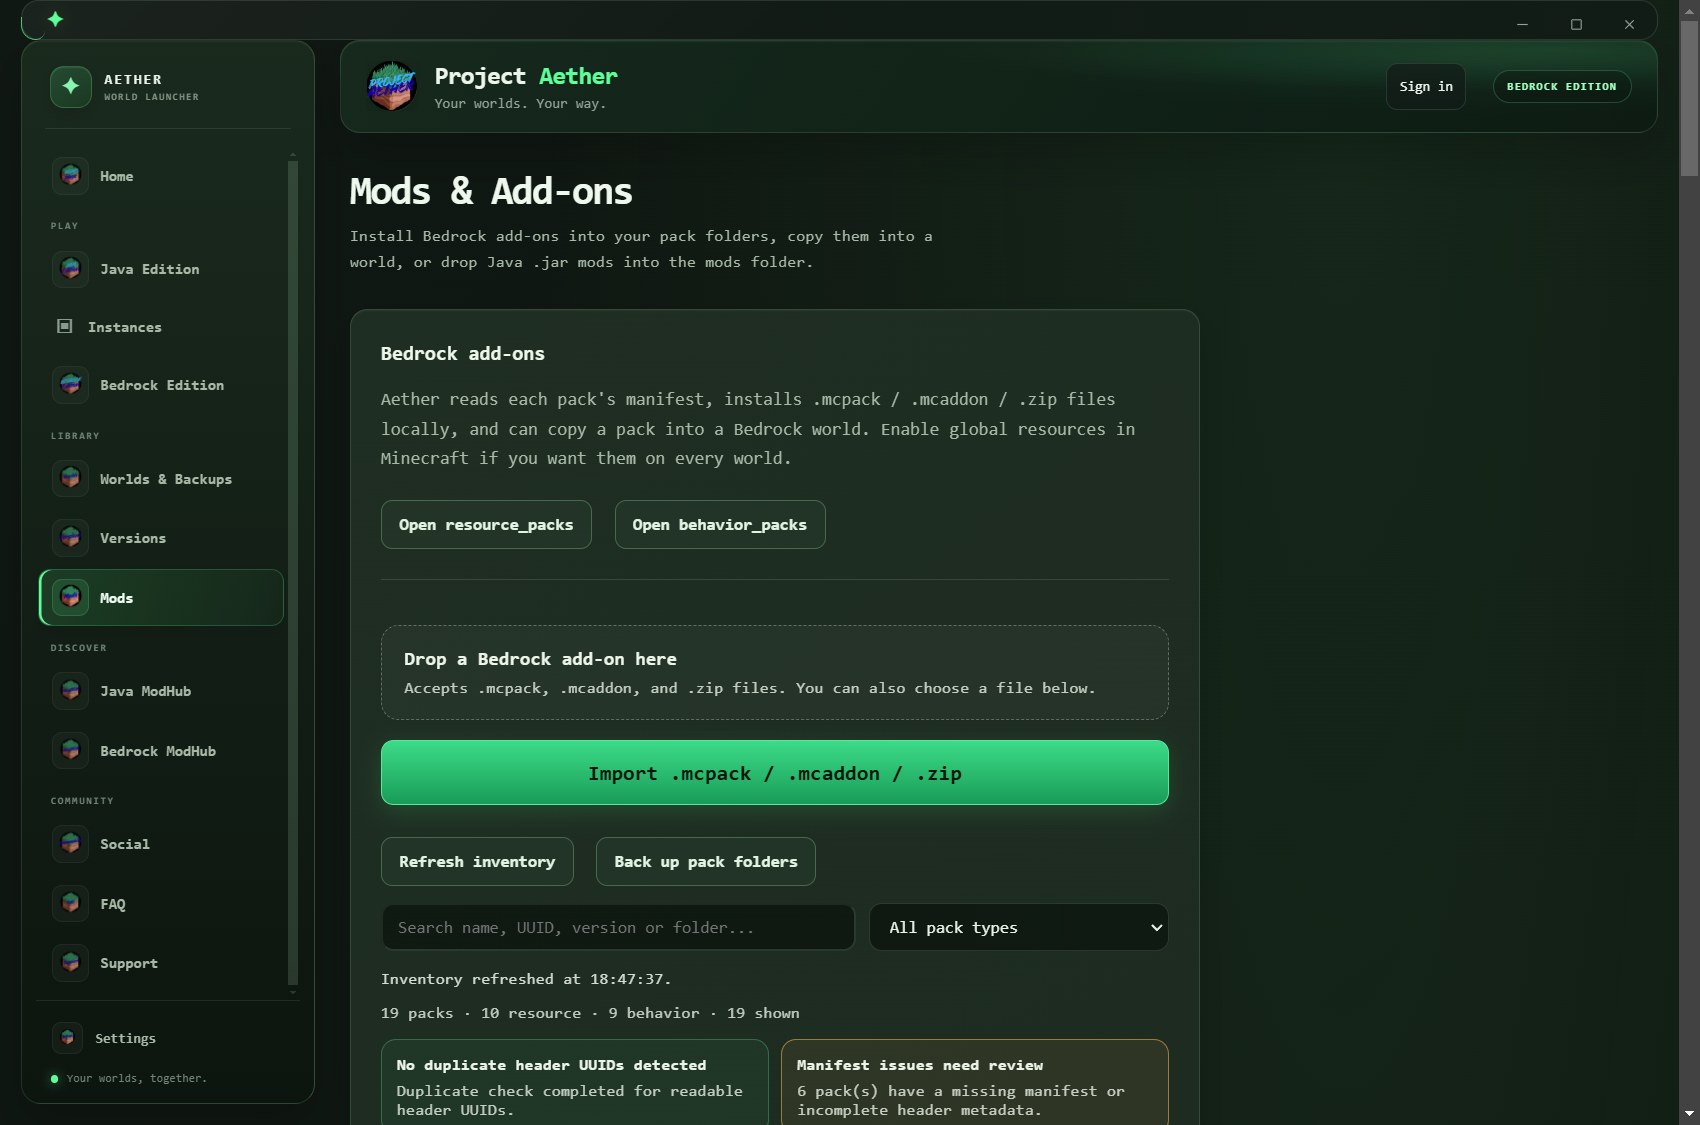 AETHER
WORLD LAUNCHER
Home
PLAY
Java Edition
Instances
Bedrock Edition
LIBRARY
Worlds & Backups
Versions
Mods
DISCOVER
Java ModHub
Bedrock ModHub
COMMUNITY
Social
FAQ
Support
Settings
Your worlds, together.
PROJECT
AETHER
Project Aether
Your worlds. Your way.
Sign in
BEDROCK EDITION
Mods & Add-ons
Install Bedrock add-ons into your pack folders, copy them into a
world, or drop Java .jar mods into the mods folder.
Bedrock add-ons
Aether reads each pack's manifest, installs .mcpack / .mcaddon / .zip files
locally, and can copy a pack into a Bedrock world. Enable global resources in
Minecraft if you want them on every world.
Open resource_packs
Open behavior_packs
Drop a Bedrock add-on here
Accepts .mcpack, .mcaddon, and .zip files. You can also choose a file below.
Import .mcpack / .mcaddon / .zip
Refresh inventory
Back up pack folders
Search name, UUID, version or folder...
All pack types
Inventory refreshed at 18:47:37.
19 packs · 10 resource · 9 behavior · 19 shown
No duplicate header UUIDs detected
Duplicate check completed for readable
header UUIDs.
Manifest issues need review
6 pack(s) have a missing manifest or
incomplete header metadata.